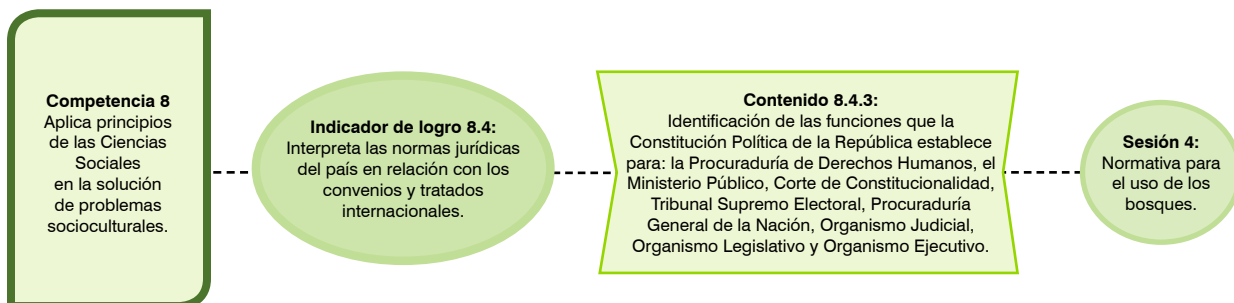 Competencia 8
Aplica principios
de las Ciencias
Sociales
en la solución
de problemas
socioculturales.
Indicador de logro 8.4:
Interpreta las normas jurídicas
del país en relación con los
convenios y tratados
internacionales.
Contenido 8.4.3:
Identificación de las funciones que la
Constitución Política de la República establece
para: la Procuraduría de Derechos Humanos, el
Ministerio Público, Corte de Constitucionalidad,
Tribunal Supremo Electoral, Procuraduría
General de la Nación, Organismo Judicial,
Organismo Legislativo y Organismo Ejecutivo.
Sesión 4:
Normativa para
el uso de los
bosques.